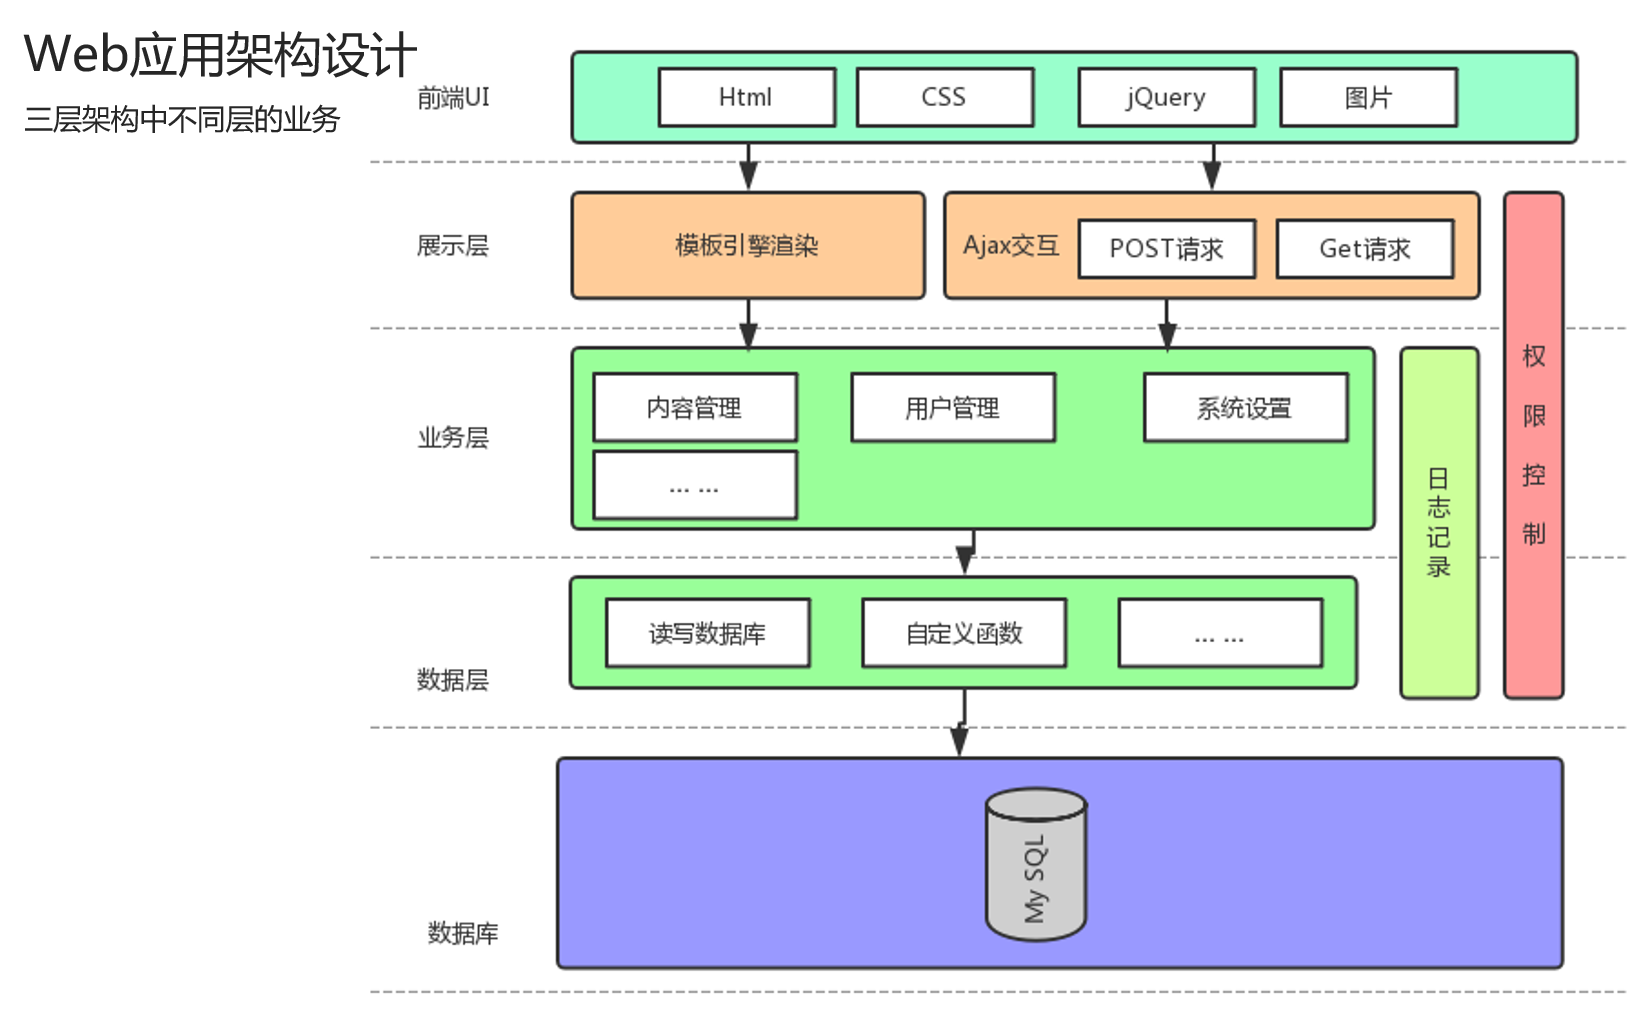 Web应用架构设计
三层架构中不同层的业务
前端UI
Html
CSS
jQuery
图片
展示层
模板引擎渲染
Ajax交互
POST请求
Get请求
权限控制
业务层
内容管理
用户管理
系统设置
... ...
日志记录
数据层
读写数据库
自定义函数
... ...
数据库
My SQL